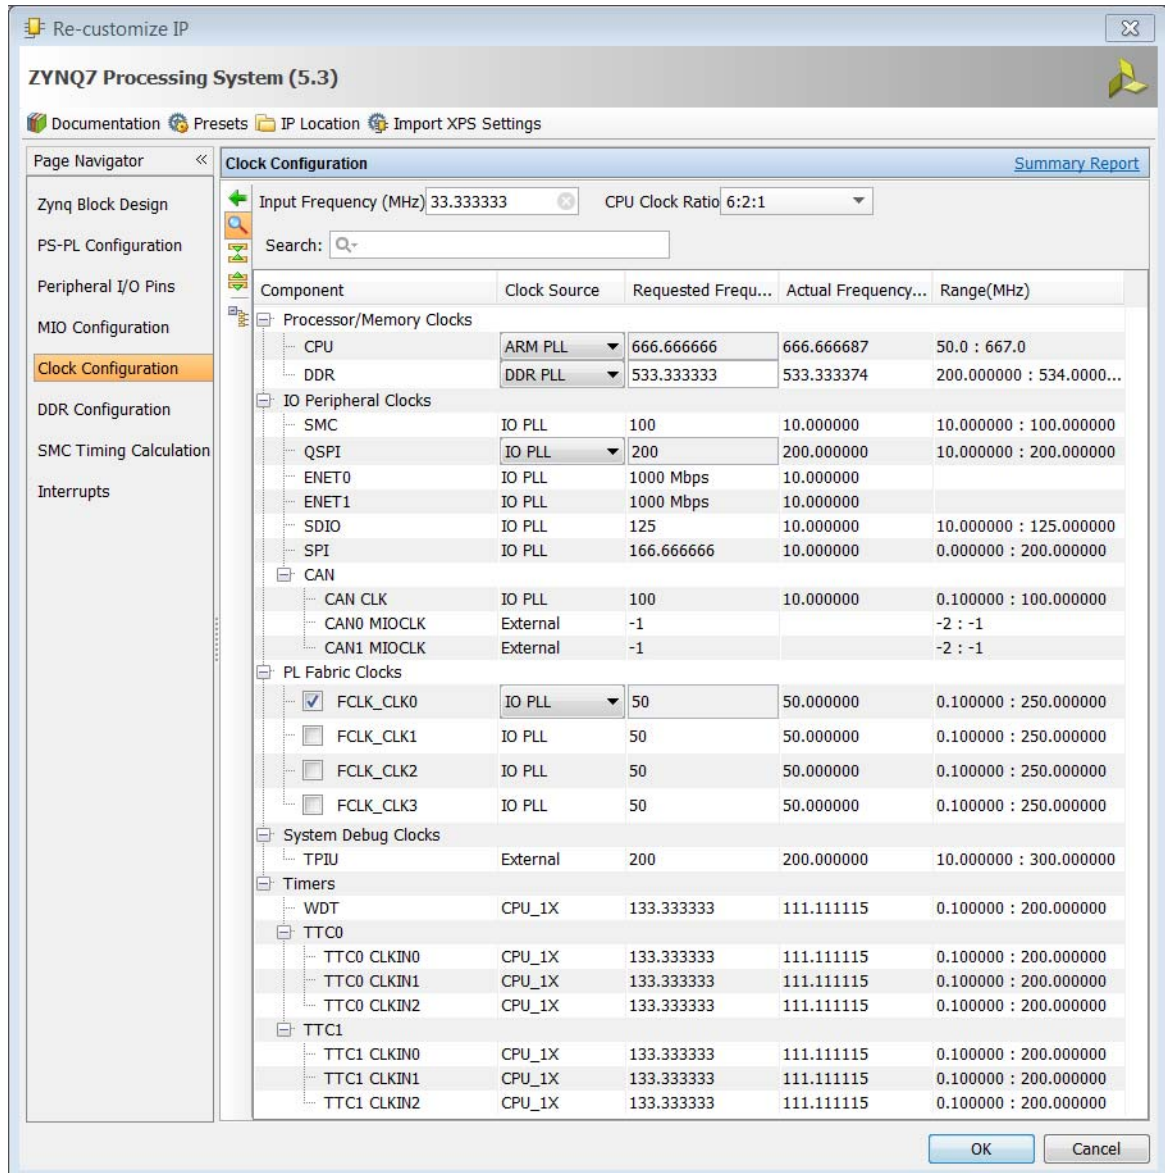 Re-customize IP
ZYNQ7 Processing System (5.3)
Documentation Presets IP Location Import XPS Settings
Page Navigator «
Zynq Block Design
PS-PL Configuration
Peripheral I/O Pins
MIO Configuration
Clock Configuration
DDR Configuration
SMC Timing Calculation
Interrupts
Clock Configuration Summary Report
Input Frequency (MHz) 33.333333 CPU Clock Ratio 6:2:1
Search:
Component Clock Source Requested Frequ... Actual Frequency... Range(MHz)
Processor/Memory Clocks
CPU ARM PLL 666.666666 666.666687 50.0 : 667.0
DDR DDR PLL 533.333333 533.333374 200.000000 : 534.0000...
IO Peripheral Clocks
SMC IO PLL 100 10.000000 10.000000 : 100.000000
QSPI IO PLL 200 200.000000 10.000000 : 200.000000
ENET0 IO PLL 1000 Mbps 10.000000
ENET1 IO PLL 1000 Mbps 10.000000
SDIO IO PLL 125 10.000000 10.000000 : 125.000000
SPI IO PLL 166.666666 10.000000 0.000000 : 200.000000
CAN
CAN CLK IO PLL 100 10.000000 0.100000 : 100.000000
CAN0 MIOCLK External -1 -2 : -1
CAN1 MIOCLK External -1 -2 : -1
PL Fabric Clocks
FCLK_CLK0 IO PLL 50 50.000000 0.100000 : 250.000000
FCLK_CLK1 IO PLL 50 50.000000 0.100000 : 250.000000
FCLK_CLK2 IO PLL 50 50.000000 0.100000 : 250.000000
FCLK_CLK3 IO PLL 50 50.000000 0.100000 : 250.000000
System Debug Clocks
TPIU External 200 200.000000 10.000000 : 300.000000
Timers
WDT CPU_1X 133.333333 111.111115 0.100000 : 200.000000
TTC0
TTC0 CLKIN0 CPU_1X 133.333333 111.111115 0.100000 : 200.000000
TTC0 CLKIN1 CPU_1X 133.333333 111.111115 0.100000 : 200.000000
TTC0 CLKIN2 CPU_1X 133.333333 111.111115 0.100000 : 200.000000
TTC1
TTC1 CLKIN0 CPU_1X 133.333333 111.111115 0.100000 : 200.000000
TTC1 CLKIN1 CPU_1X 133.333333 111.111115 0.100000 : 200.000000
TTC1 CLKIN2 CPU_1X 133.333333 111.111115 0.100000 : 200.000000
OK Cancel